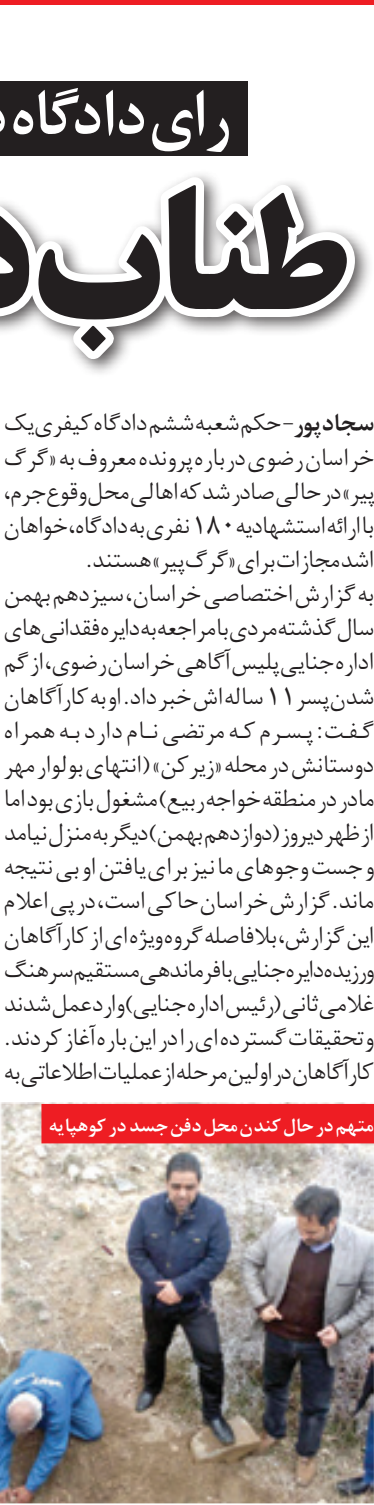 رای دادگاه
طناب
سجادپور - حکم شعبه ششم دادگاه کیفری یک
خراسان رضوی درباره پرونده معروف به «گرگ
پیر» در حالی صادر شد که اهالی محل وقوع جرم،
با ارائه استشهادیه ۱۸۰ نفری به دادگاه، خواهان
اشد مجازات برای «گرگ پیر» هستند.
به گزارش اختصاصی خراسان، سیزدهم بهمن
سال گذشته مردی با مراجعه به دایره فقدانی های
اداره جنایی پلیس آگاهی خراسان رضوی، از گم
شدن پسر ۱۱ ساله اش خبر داد. او به کارآگاهان
گفت: پسرم که مرتضی نام دارد به همراه
دوستانش در محله «زیرکن» (انتهای بولوار مهر
مادر در منطقه خواجه ربیع) مشغول بازی بود اما
از ظهر دیروز (دوازدهم بهمن) دیگر به منزل نیامد
و جست وجوهای ما نیز برای یافتن او بی نتیجه
ماند. گزارش خراسان حاکی است، در پی اعلام
این گزارش، بلافاصله گروه ویژه ای از کارآگاهان
ورزیده دایره جنایی با فرماندهی مستقیم سرهنگ
غلامی ثانی (رئیس اداره جنایی) وارد عمل شدند
و تحقیقات گسترده ای را در این باره آغاز کردند.
کارآگاهان در اولین مرحله از عملیات اطلاعاتی به
متهم در حال کندن محل دفن جسد در کوهپایه